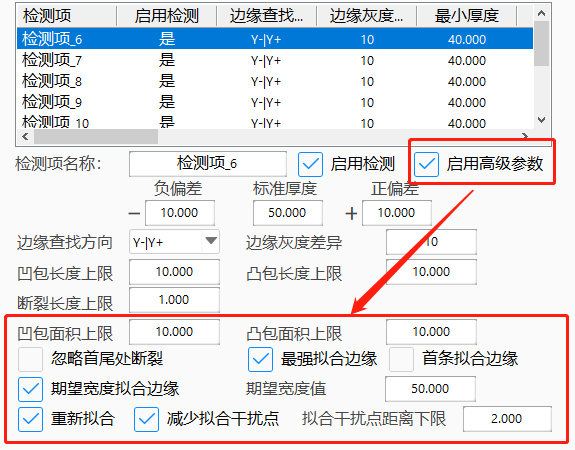 检测项 启用检测 边缘查找... 边缘灰度... 最小厚度
检测项_6 是 Y-|Y+ 10 40.000
检测项_7 是 Y-|Y+ 10 40.000
检测项_8 是 Y-|Y+ 10 40.000
检测项_9 是 Y-|Y+ 10 40.000
检测项_10 是 Y-|Y+ 10 40.000
检测项名称: 检测项_6 启用检测 启用高级参数
负偏差 标准厚度 正偏差
- 10.000 50.000 + 10.000
边缘查找方向 Y-|Y+ 边缘灰度差异 10
凹包长度上限 10.000 凸包长度上限 10.000
断裂长度上限 1.000
凹包面积上限 10.000 凸包面积上限 10.000
忽略首尾处断裂 最强拟合边缘 首条拟合边缘
期望宽度拟合边缘 期望宽度值 50.000
重新拟合 减少拟合干扰点 拟合干扰点距离下限 2.000